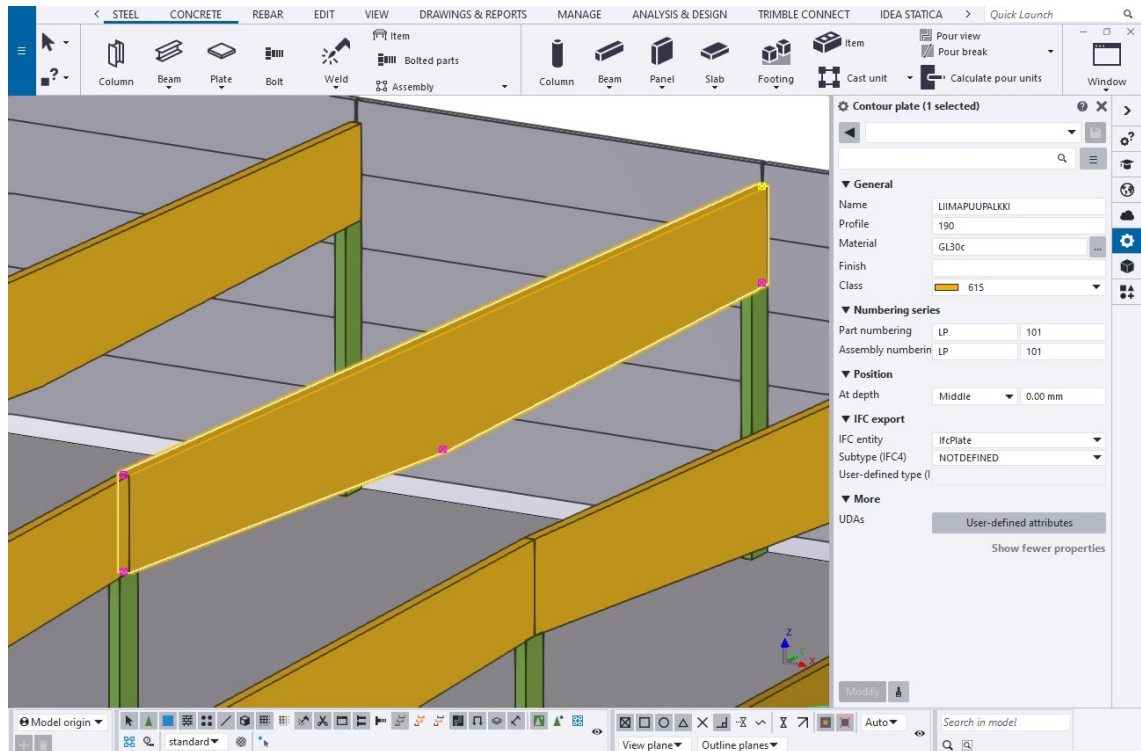 STEEL CONCRETE REBAR EDIT VIEW DRAWINGS & REPORTS MANAGE ANALYSIS & DESIGN TRIMBLE CONNECT IDEA STATICA Quick Launch
Item
Bolted parts
Assembly
Column Beam Plate Bolt Weld
Column Beam Panel Slab Footing
Item
Cast unit
Pour view
Pour break
Calculate pour units
Window
Contour plate (1 selected)
General
Name LIIMAPUUPALKKI
Profile 190
Material GL30c ...
Finish
Class 615
Numbering series
Part numbering LP 101
Assembly numberin LP 101
Position
At depth Middle 0.00 mm
IFC export
IFC entity IfcPlate
Subtype (IFC4) NOTDEFINED
User-defined type (I
More
UDAs User-defined attributes
Show fewer properties
Z
Y
X
Modify
Model origin
Auto
Search in model
standard
View plane Outline planes